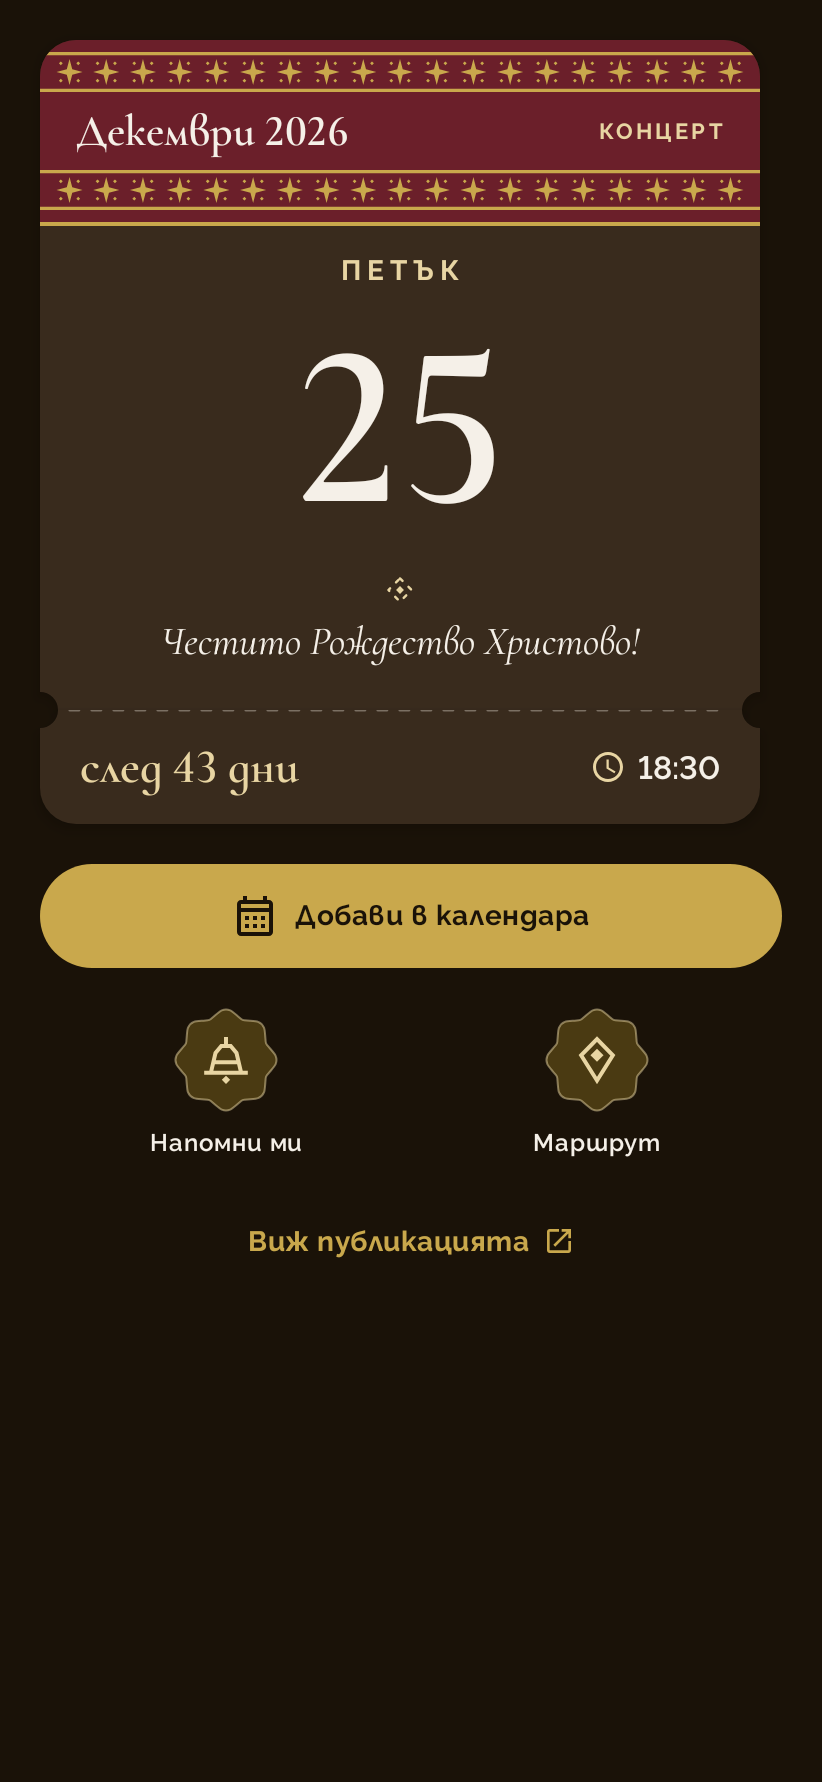 Декември 2026
КОНЦЕРТ
ПЕТЪК
25
Честито Рождество Христово!
след 43 дни
18:30
Добави в календара
Напомни ми
Маршрут
Виж публикацията